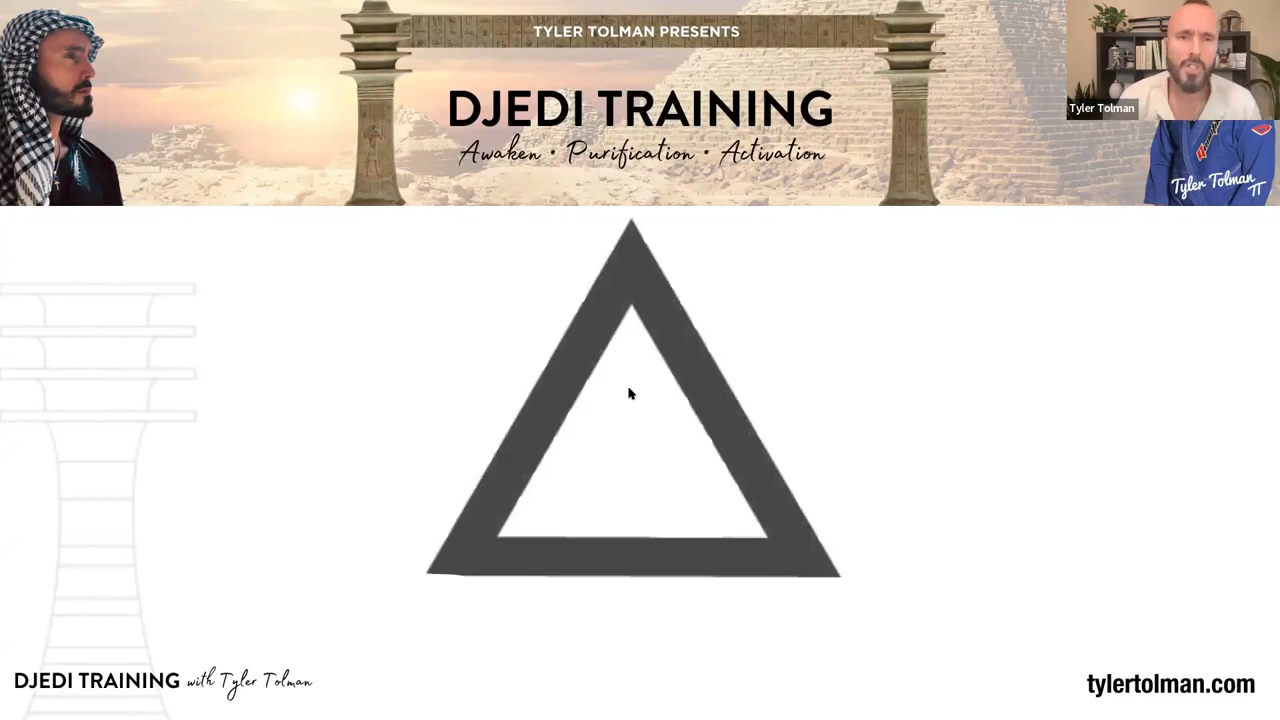 TYLER TOLMAN PRESENTS
DJEDI TRAINING
Awaken • Purification • Activation
Tyler Tolman
Tyler Tolman
TT
DJEDI TRAINING with Tyler Tolman
tylertolman.com